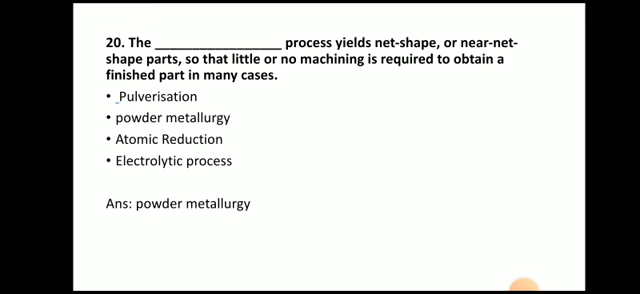 20. The _________________ process yields net-shape, or near-net-
shape parts, so that little or no machining is required to obtain a
finished part in many cases.
• Pulverisation
• powder metallurgy
• Atomic Reduction
• Electrolytic process
Ans: powder metallurgy